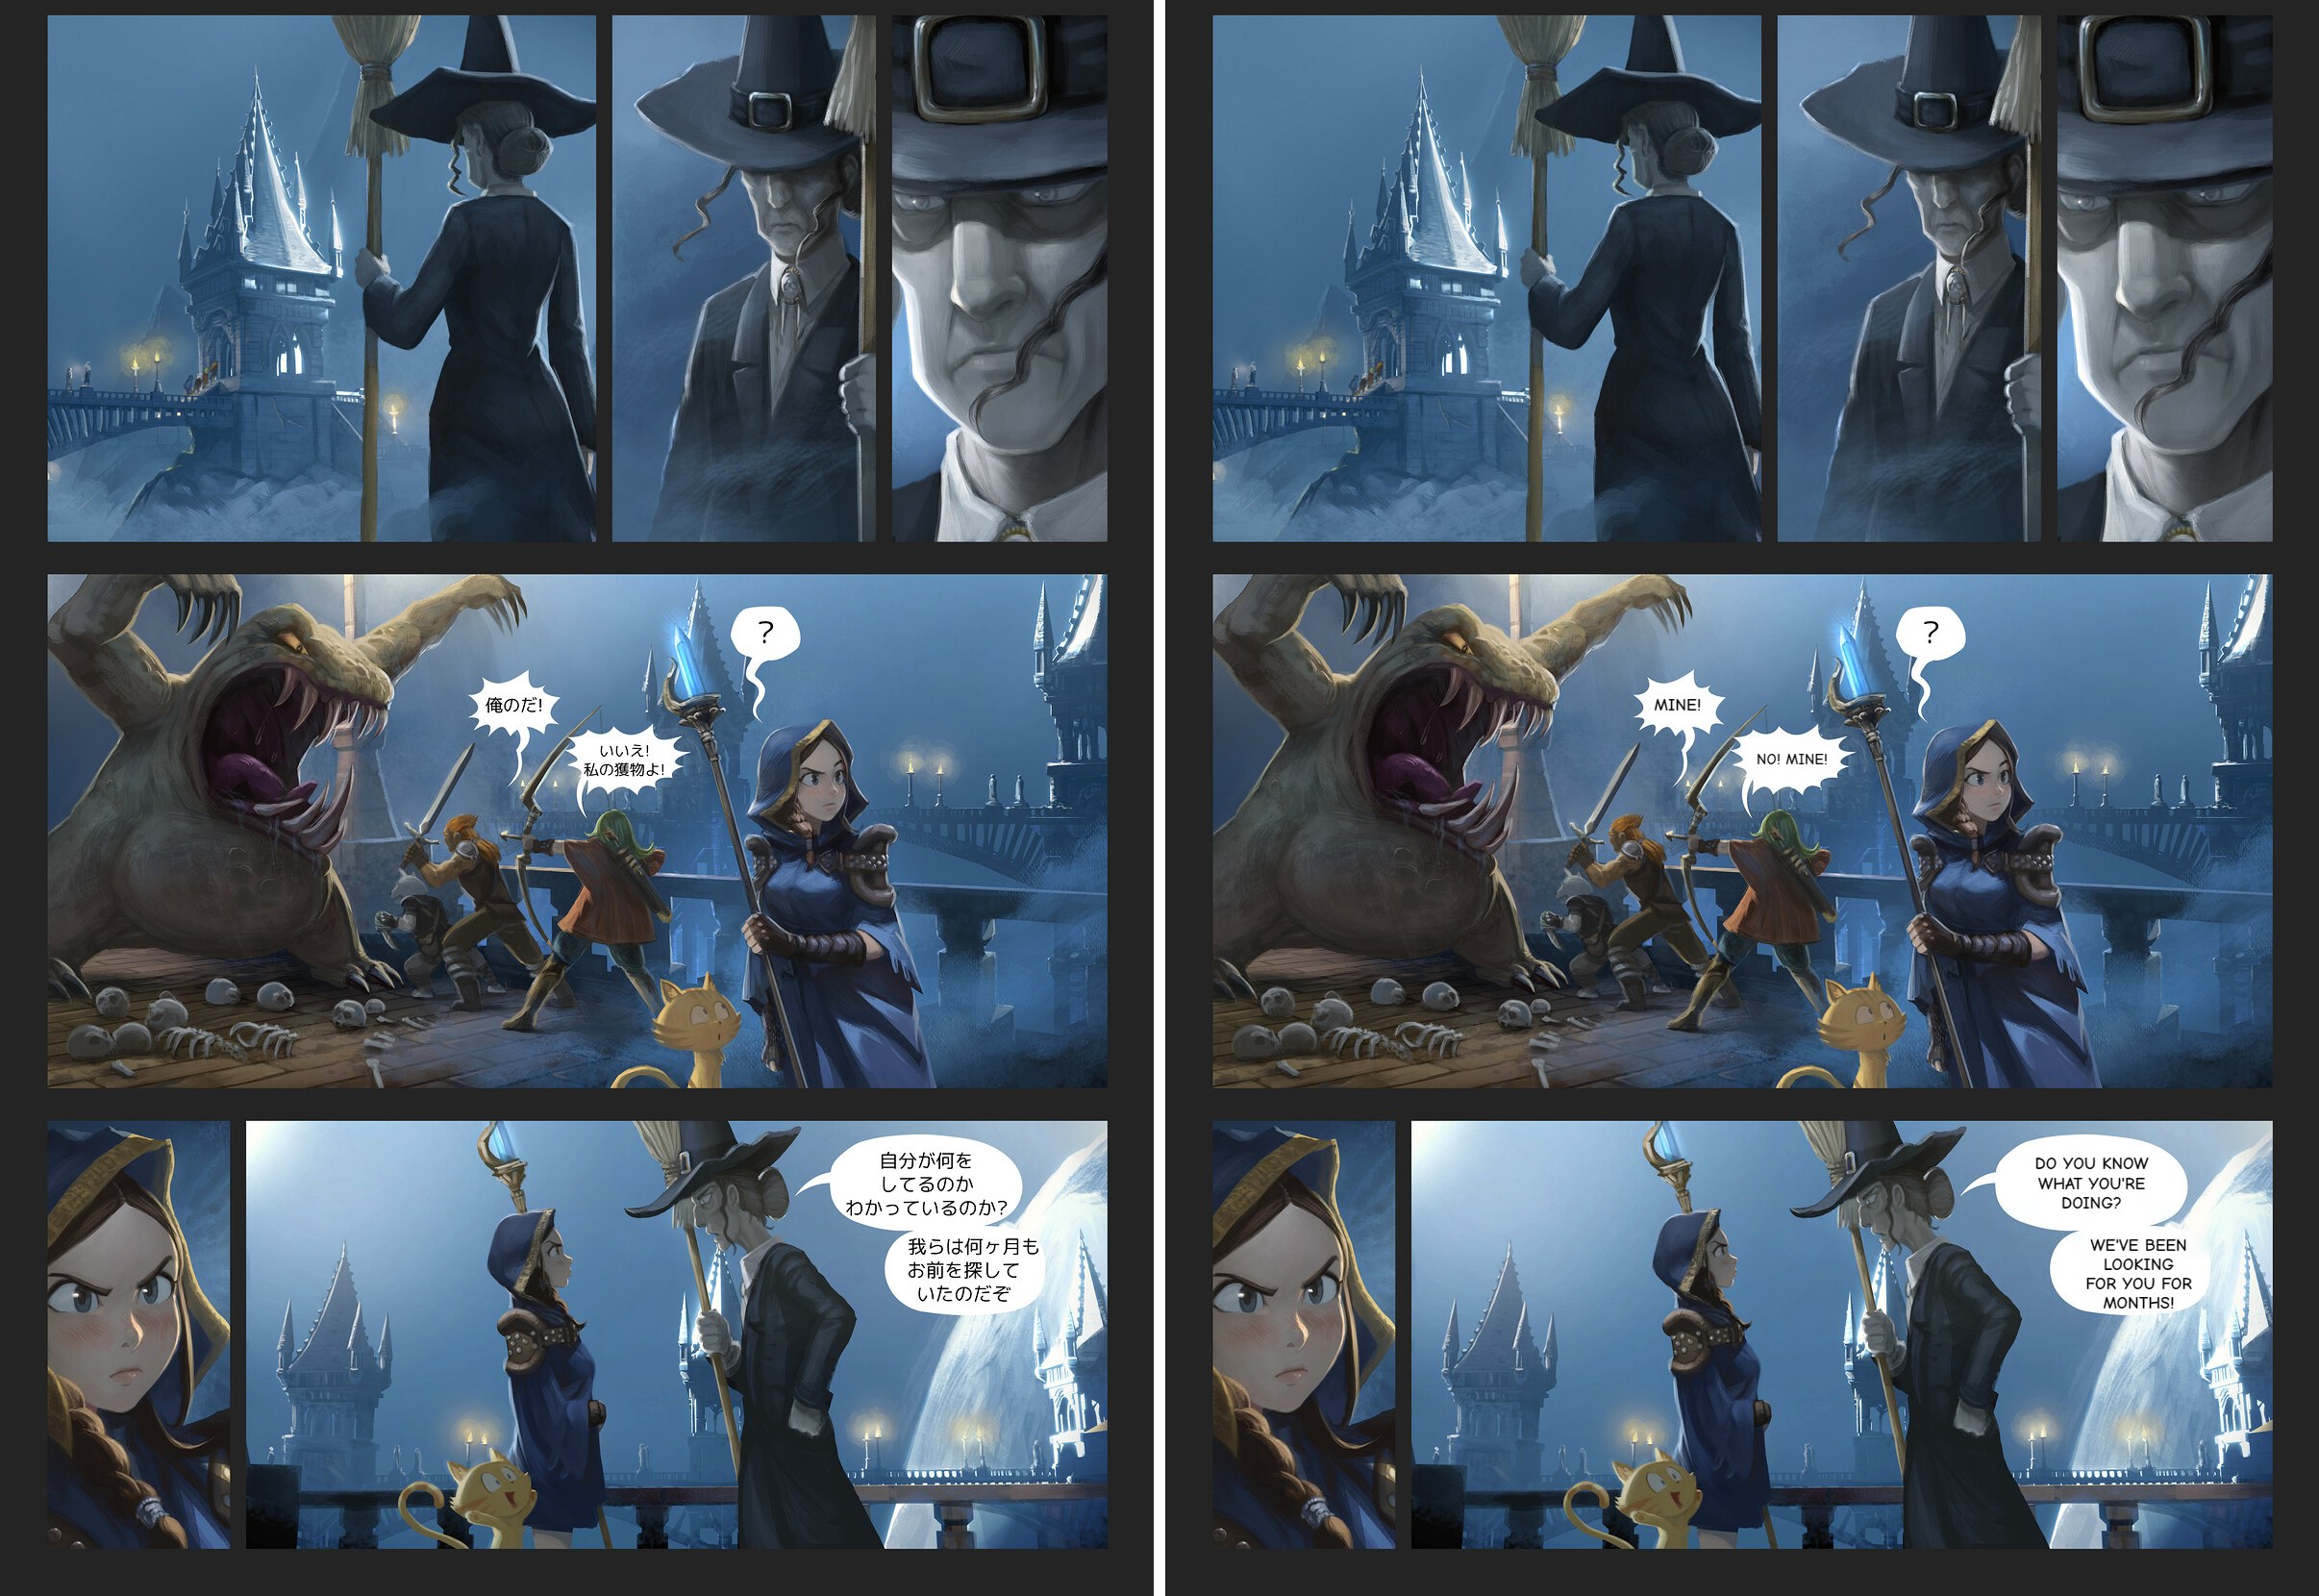 ?
俺のだ!
いいえ!
私の獲物よ!
自分が何を
してるのか
わかっているのか?
我らは何ヶ月も
お前を探して
いたのだぞ
?
MINE!
NO! MINE!
DO YOU KNOW
WHAT YOU'RE
DOING?
WE'VE BEEN
LOOKING
FOR YOU FOR
MONTHS!